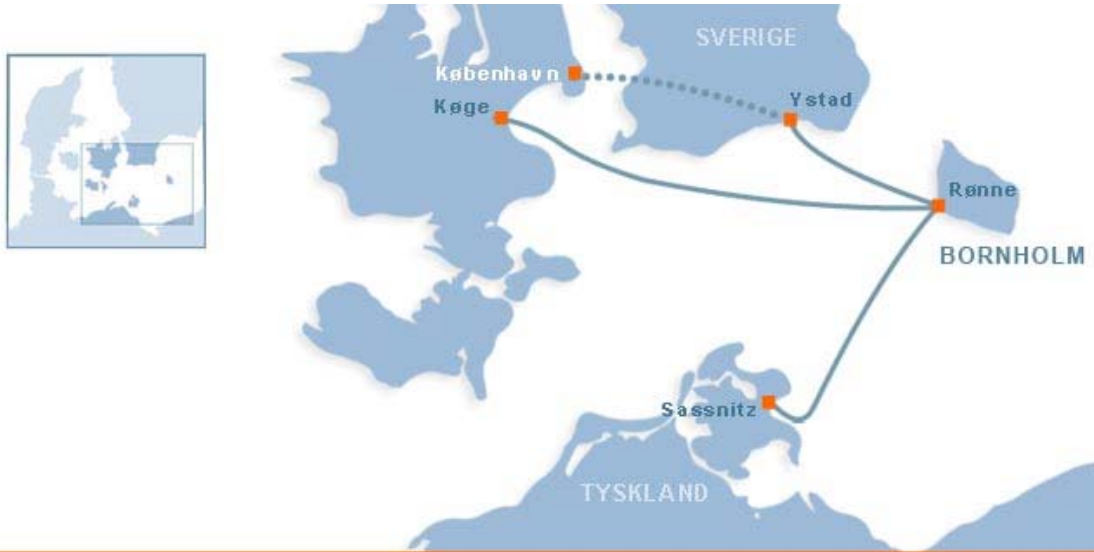 SVERIGE
København
Køge
Ystad
Rønne
BORNHOLM
Sassnitz
TYSKLAND